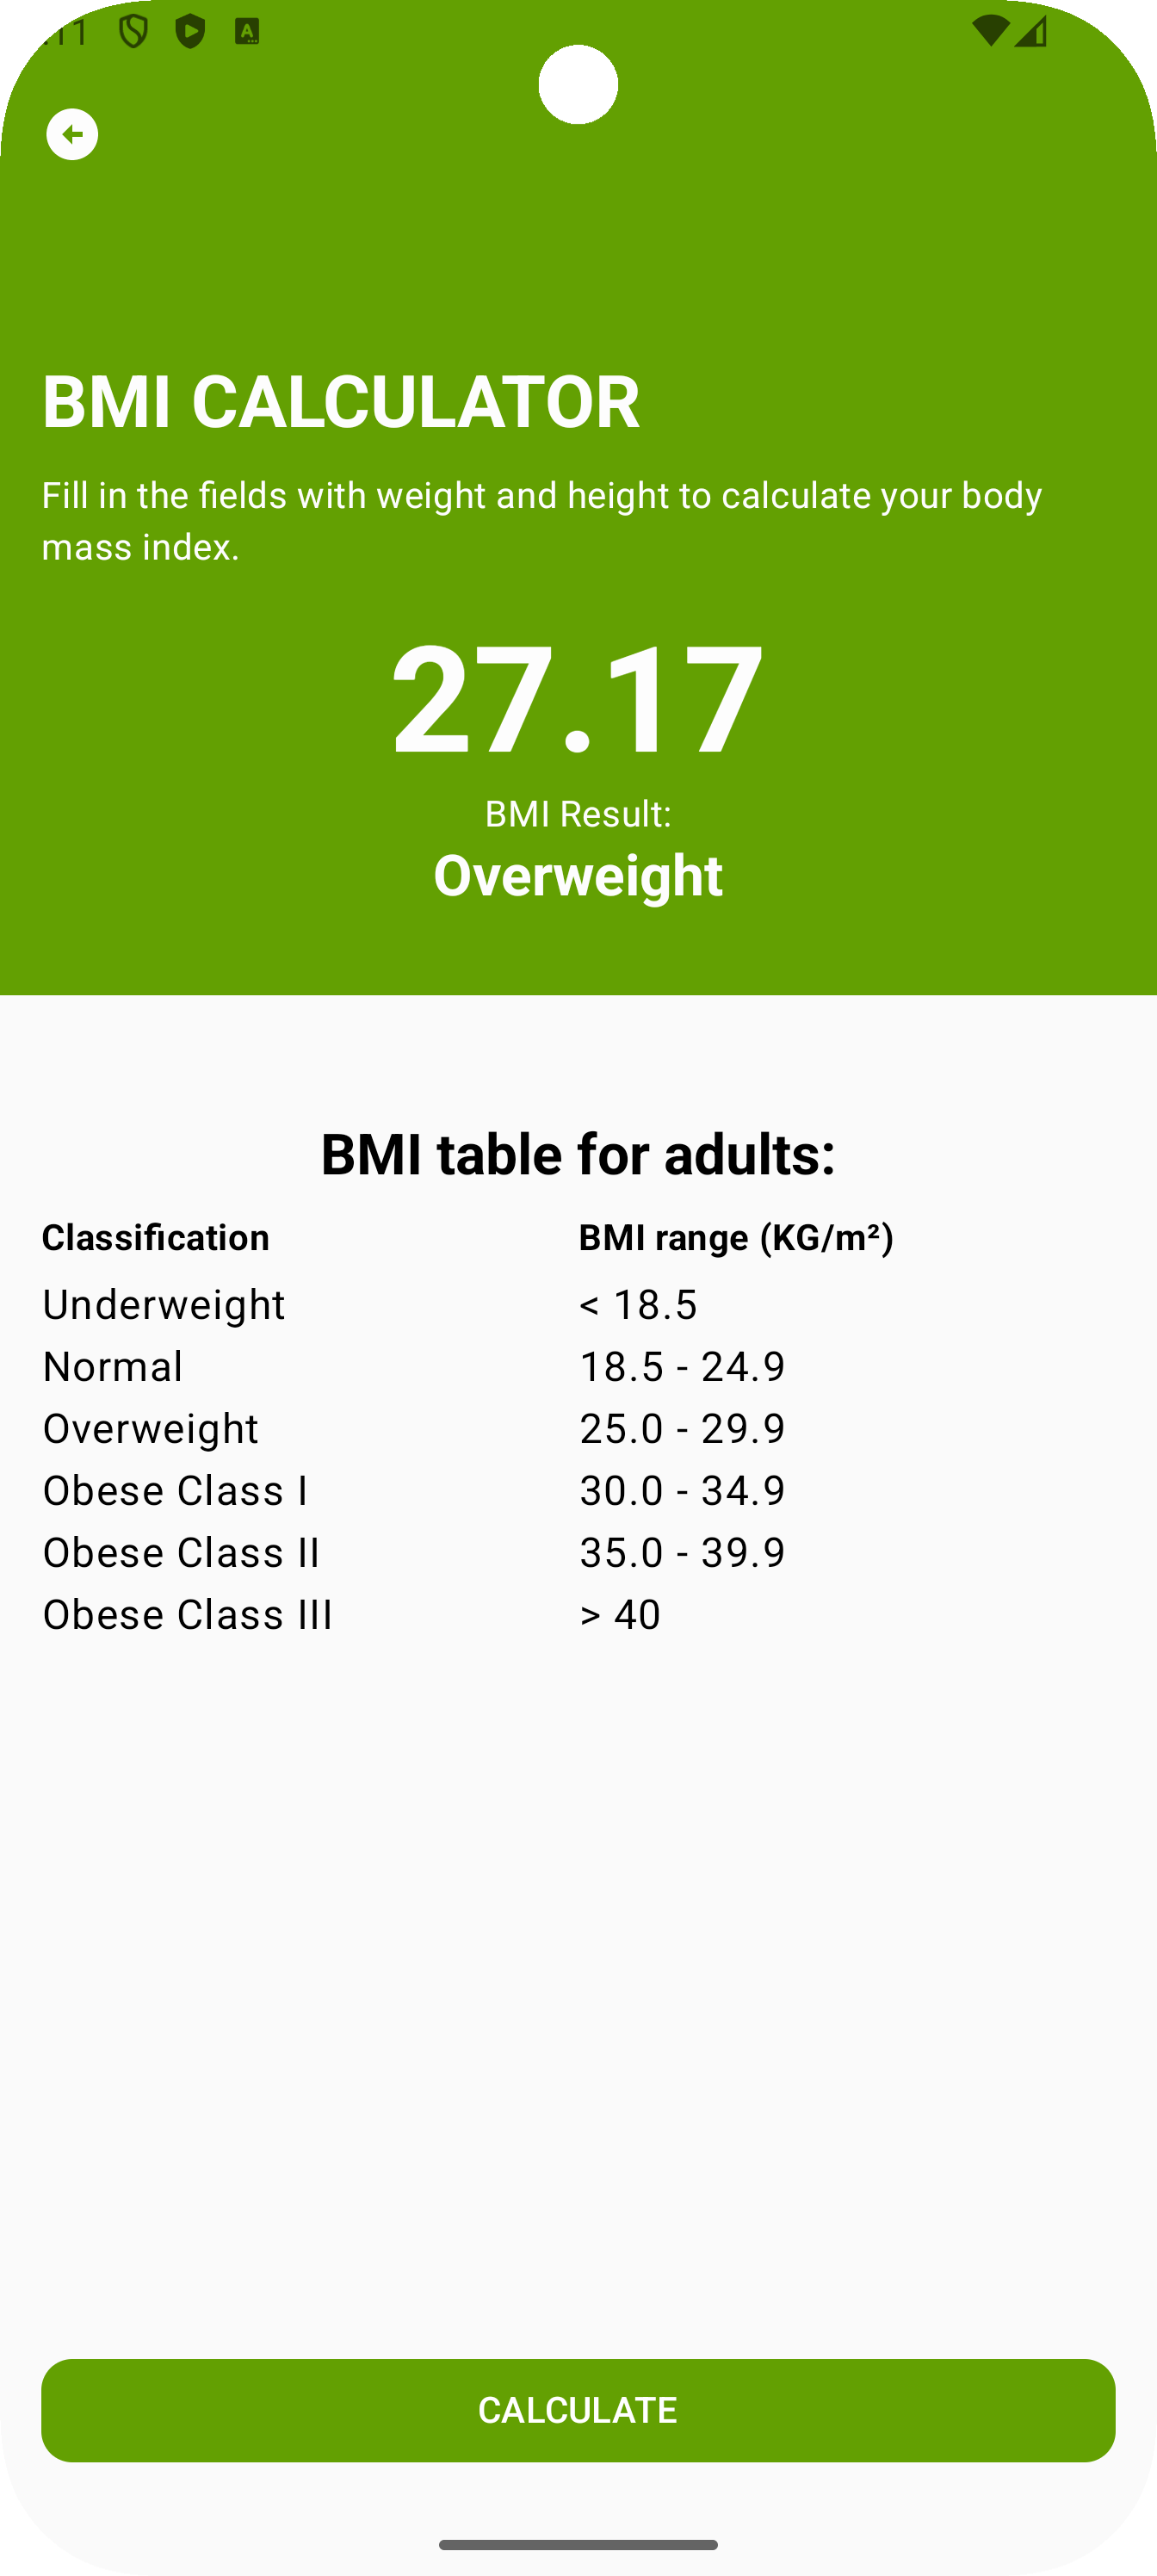 BMI CALCULATOR
Fill in the fields with weight and height to calculate your body
mass index.
27.17
BMI Result:
Overweight
BMI table for adults:
Classification BMI range (KG/m²)
Underweight < 18.5
Normal 18.5 - 24.9
Overweight 25.0 - 29.9
Obese Class I 30.0 - 34.9
Obese Class II 35.0 - 39.9
Obese Class III > 40
CALCULATE